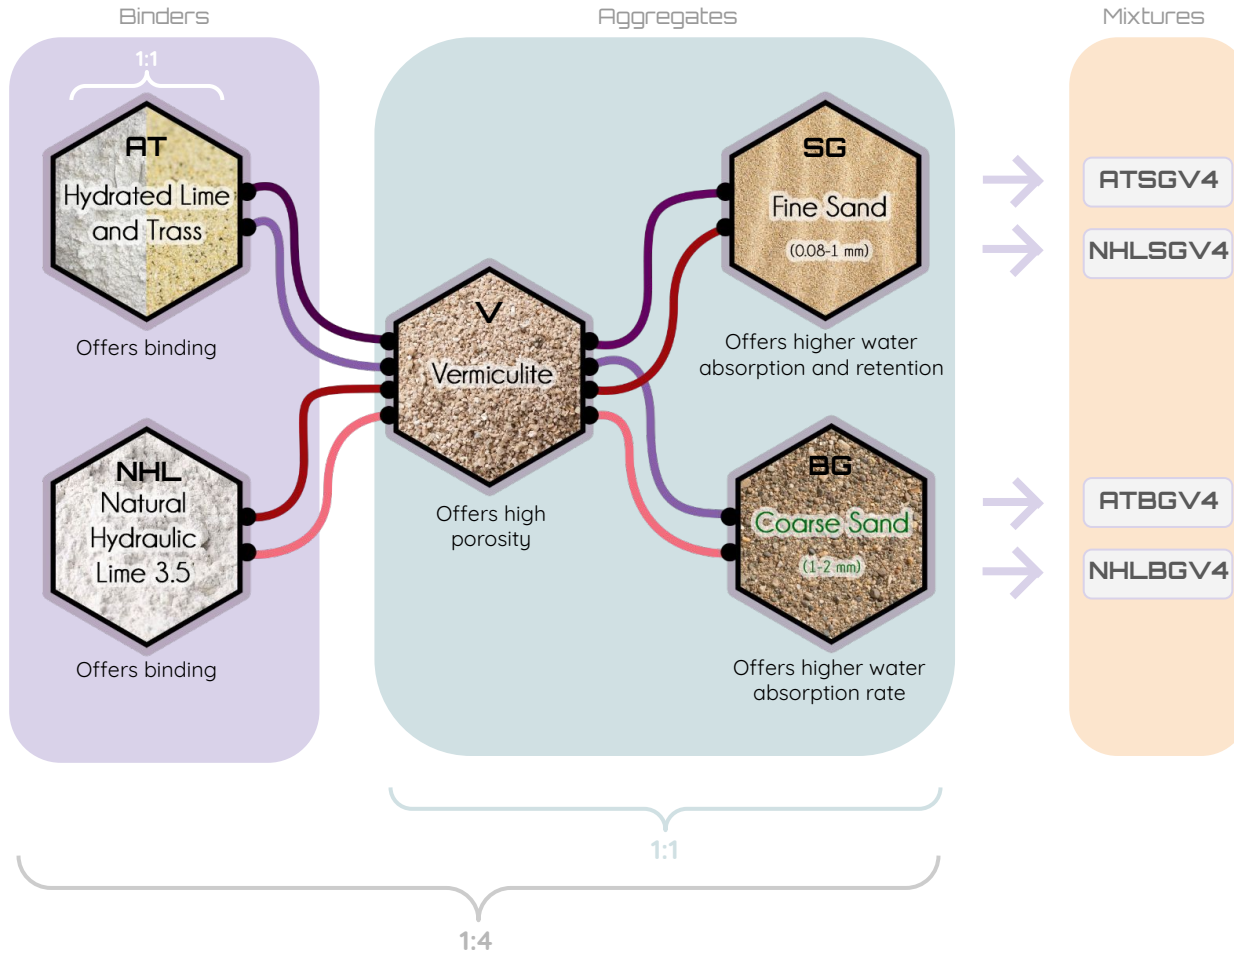 Binders
Aggregates
Mixtures
1:1
AT
Hydrated Lime
and Trass
Offers binding
NHL
Natural
Hydraulic
Lime 3.5
Offers binding
V
Vermiculite
Offers high
porosity
SG
Fine Sand
(0.08-1 mm)
Offers higher water
absorption and retention
BG
Coarse Sand
(1-2 mm)
Offers higher water
absorption rate
ATSGV4
NHLSGV4
ATBGV4
NHLBGV4
1:1
1:4